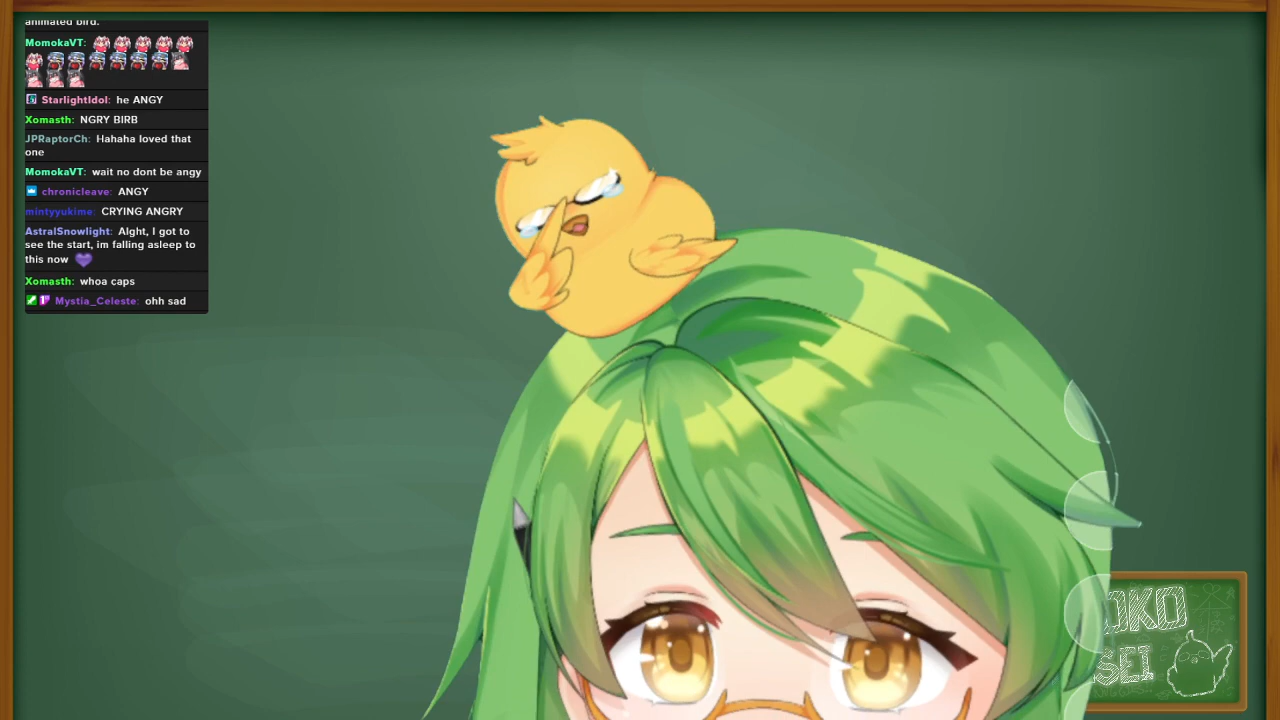 animated bird.
MomokaVT:
StarlightIdol: he ANGY
Xomasth: NGRY BIRB
JPRaptorCh: Hahaha loved that
one
MomokaVT: wait no dont be angy
chronicleave: ANGY
mintyyukime: CRYING ANGRY
AstralSnowlight: Alght, I got to
see the start, im falling asleep to
this now
Xomasth: whoa caps
Mystia_Celeste: ohh sad
OKO
SEI